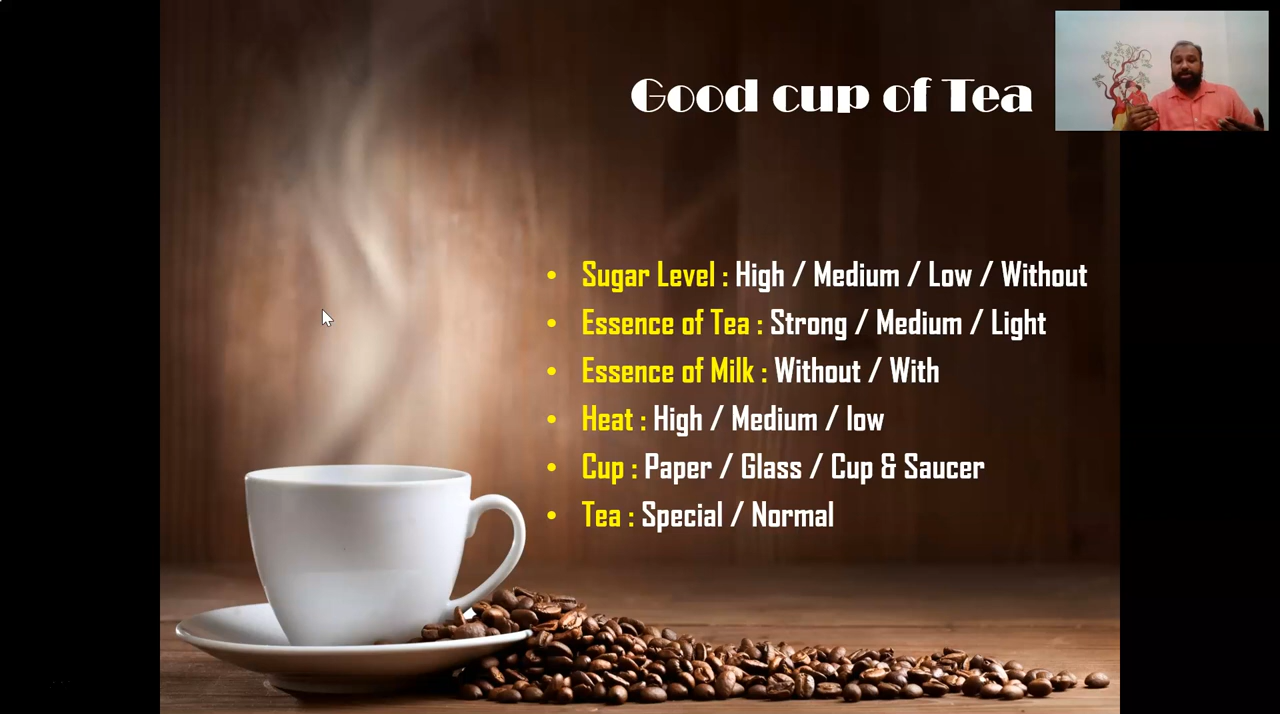 Good cup of Tea
• Sugar Level : High / Medium / Low / Without
• Essence of Tea : Strong / Medium / Light
• Essence of Milk : Without / With
• Heat : High / Medium / low
• Cup : Paper / Glass / Cup & Saucer
• Tea : Special / Normal